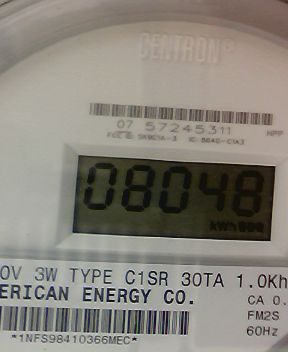 CENTRON®
07 57245311
08048
0V 3W TYPE C1SR 30TA 1.0Kh
ERICAN ENERGY CO.
CA 0.
FM2S
60Hz
*1NFS98410366MEC*